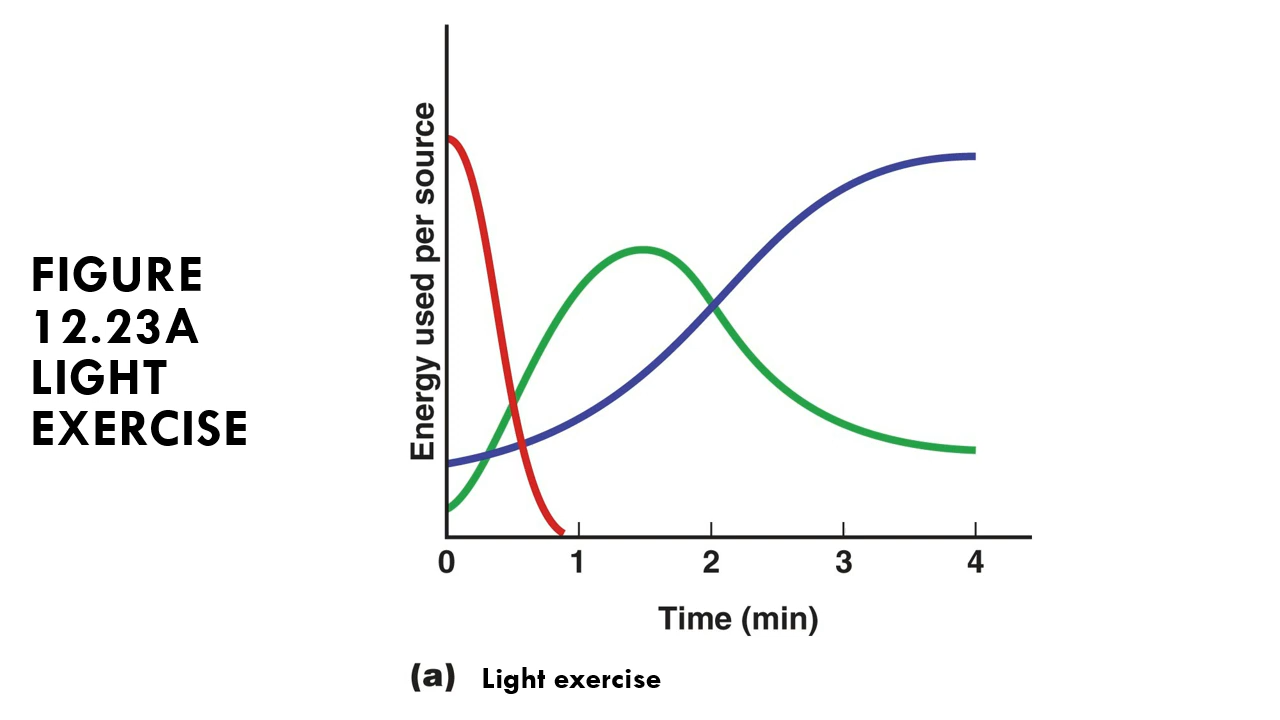 FIGURE
12.23A
LIGHT
EXERCISE
Energy used per source
0 1 2 3 4
Time (min)
(a) Light exercise